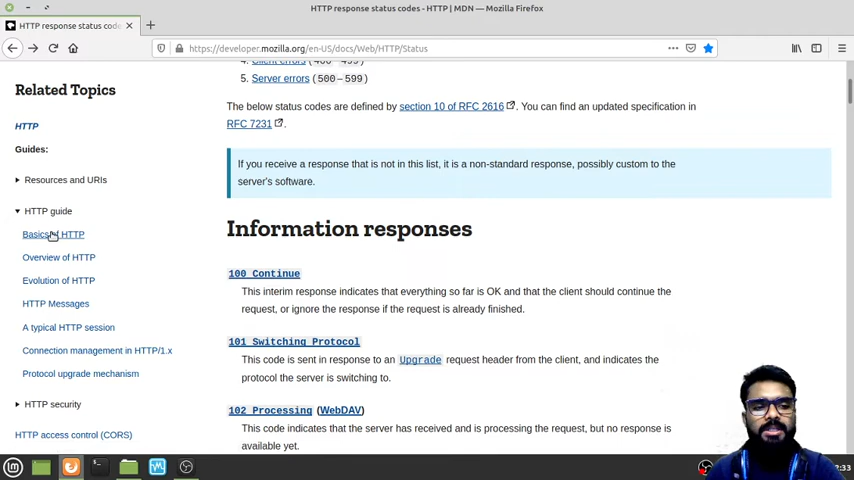 HTTP response status codes - HTTP | MDN — Mozilla Firefox
HTTP response status code
https://developer.mozilla.org/en-US/docs/Web/HTTP/Status
Related Topics
HTTP
Guides:
Resources and URIs
HTTP guide
Basics of HTTP
Overview of HTTP
Evolution of HTTP
HTTP Messages
A typical HTTP session
Connection management in HTTP/1.x
Protocol upgrade mechanism
HTTP security
HTTP access control (CORS)
4. Client errors (400–499)
5. Server errors (500–599)
The below status codes are defined by section 10 of RFC 2616. You can find an updated specification in
RFC 7231.
If you receive a response that is not in this list, it is a non-standard response, possibly custom to the
server's software.
Information responses
100 Continue
This interim response indicates that everything so far is OK and that the client should continue the
request, or ignore the response if the request is already finished.
101 Switching Protocol
This code is sent in response to an Upgrade request header from the client, and indicates the
protocol the server is switching to.
102 Processing (WebDAV)
This code indicates that the server has received and is processing the request, but no response is
available yet.